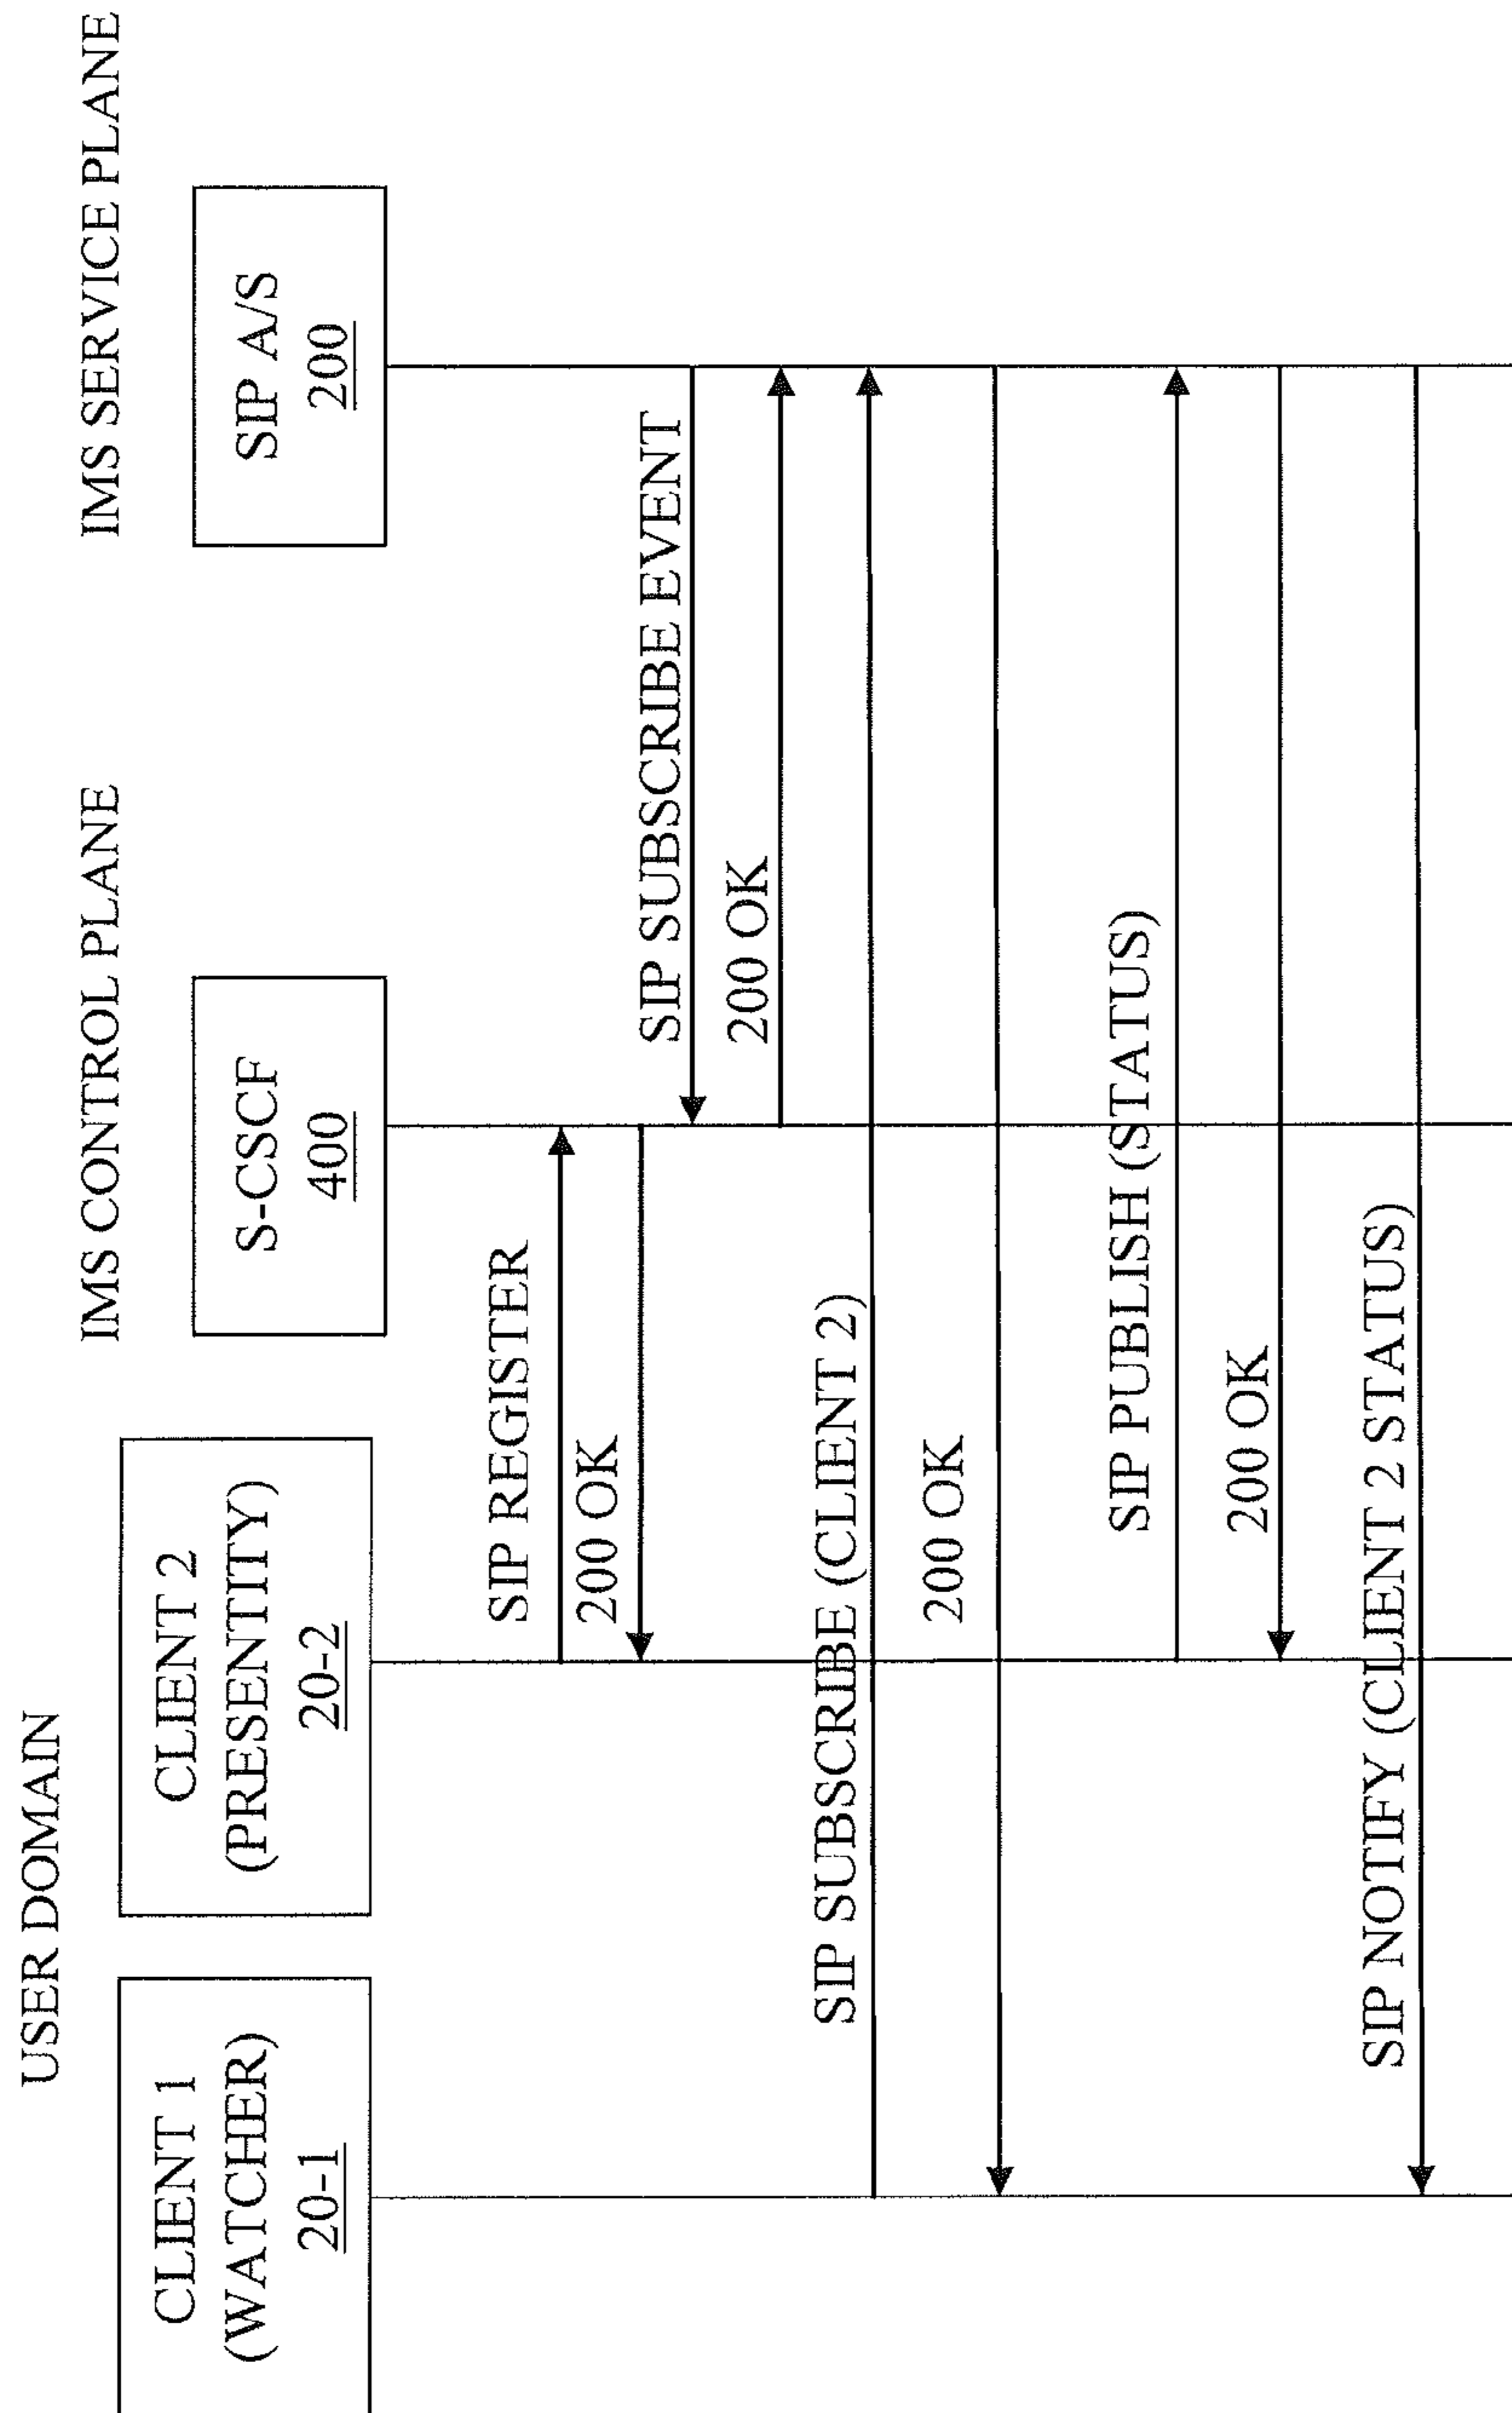 USER DOMAIN
IMS CONTROL PLANE
IMS SERVICE PLANE
CLIENT 1
(WATCHER)
20-1
CLIENT 2
(PRESENTITY)
20-2
S-CSCF
400
SIP A/S
200
SIP REGISTER
200 OK
SIP SUBSCRIBE EVENT
200 OK
SIP SUBSCRIBE (CLIENT 2)
200 OK
SIP PUBLISH (STATUS)
200 OK
SIP NOTIFY (CLIENT 2 STATUS)